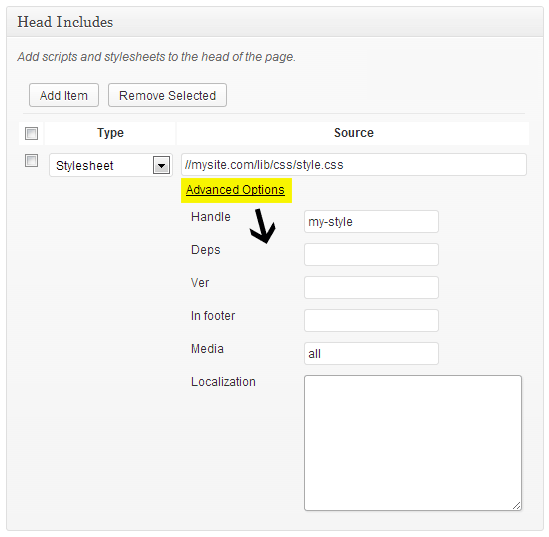 Head Includes
Add scripts and stylesheets to the head of the page.
Add Item Remove Selected
Type Source
Stylesheet //mysite.com/lib/css/style.css
Advanced Options
Handle my-style
Deps
Ver
In footer
Media all
Localization